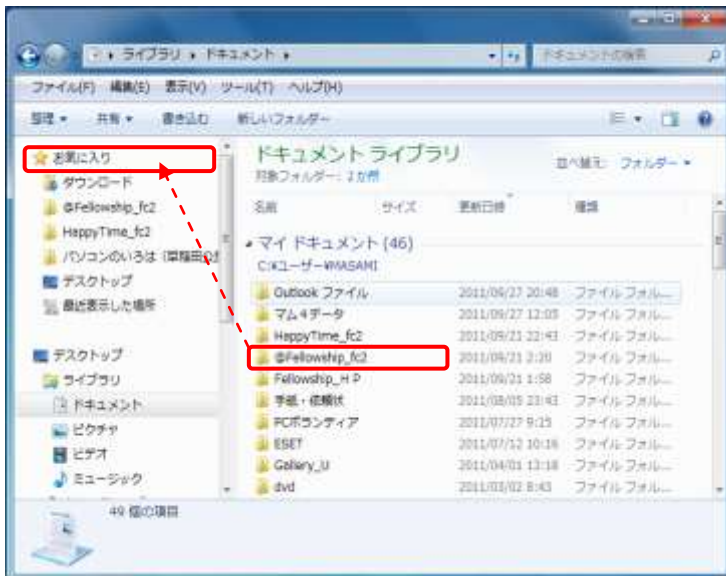 ▸ ライブラリ ▸ ドキュメント ▸
ドキュメントの検索
ファイル(F) 編集(E) 表示(V) ツール(T) ヘルプ(H)
整理 ▾ 共有 ▾ 書き込む 新しいフォルダー
お気に入り
ダウンロード
@Fellowship_fc2
HappyTime_fc2
パソコンのいろは (早稲田公
デスクトップ
最近表示した場所
デスクトップ
ライブラリ
ドキュメント
ピクチャ
ビデオ
ミュージック
ドキュメント ライブラリ
対象フォルダー: 2か所
並べ替え: フォルダー ▾
名前 サイズ 更新日時 種類
マイ ドキュメント (46)
C:¥ユーザー¥MASAMI
Outlook ファイル 2011/09/27 20:48 ファイル フォル...
マム4データ 2011/09/27 12:05 ファイル フォル...
HappyTime_fc2 2011/09/21 22:43 ファイル フォル...
@Fellowship_fc2 2011/09/21 2:20 ファイル フォル...
Fellowship_HP 2011/09/21 1:58 ファイル フォル...
手紙・依頼状 2011/08/05 23:43 ファイル フォル...
PCボランティア 2011/07/27 9:25 ファイル フォル...
ESET 2011/07/12 10:16 ファイル フォル...
Gallery_U 2011/04/01 13:18 ファイル フォル...
dvd 2011/03/02 8:43 ファイル フォル...
49 個の項目